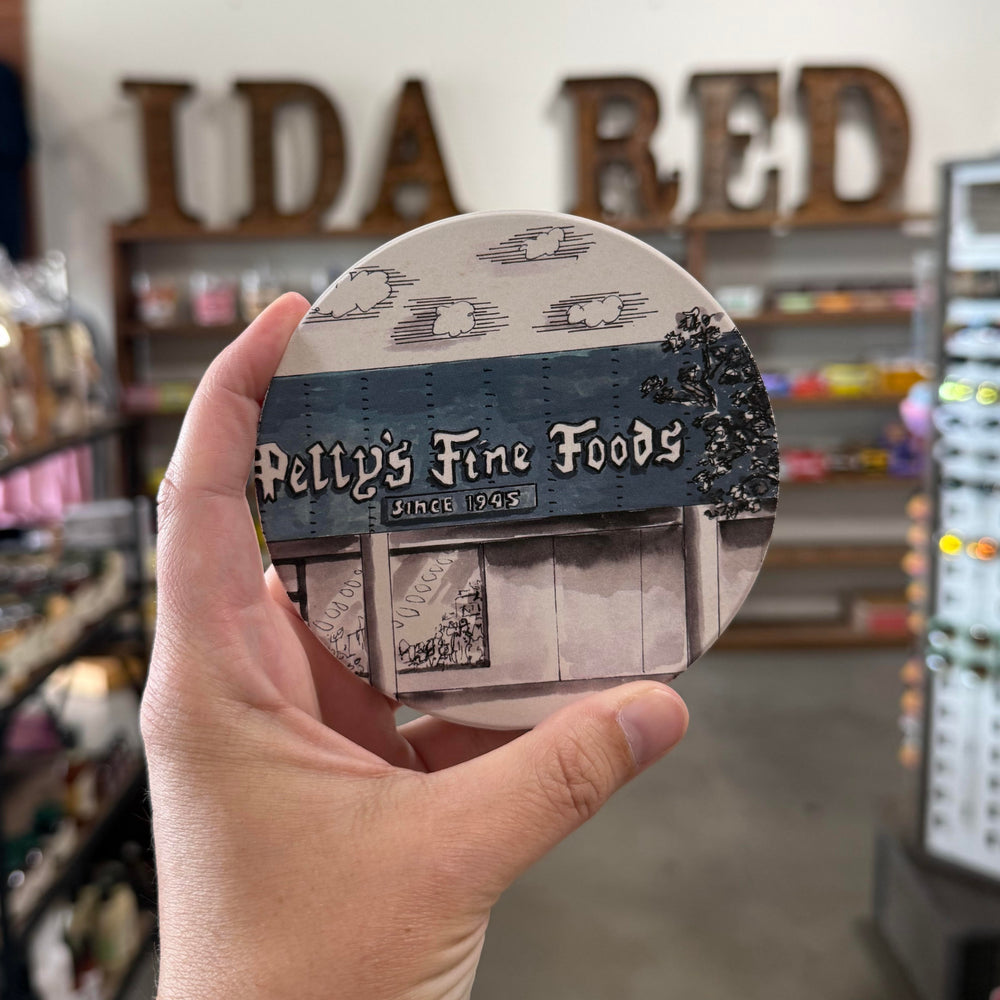 IDA RED
Petty's Fine Foods
SINCE 1945